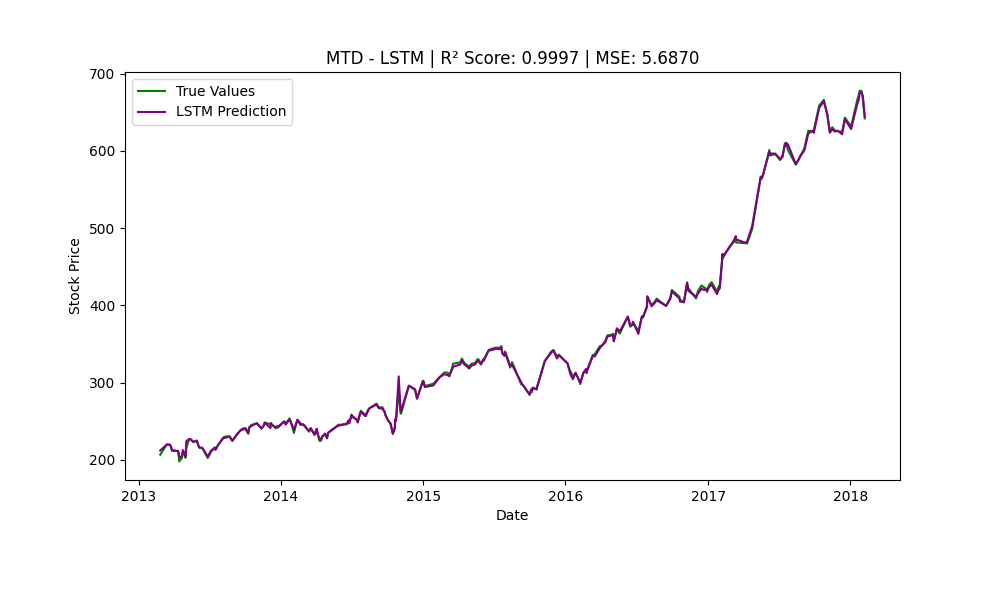 MTD - LSTM | R² Score: 0.9997 | MSE: 5.6870
True Values
LSTM Prediction
700
600
500
400
300
200
Stock Price
2013 2014 2015 2016 2017 2018
Date